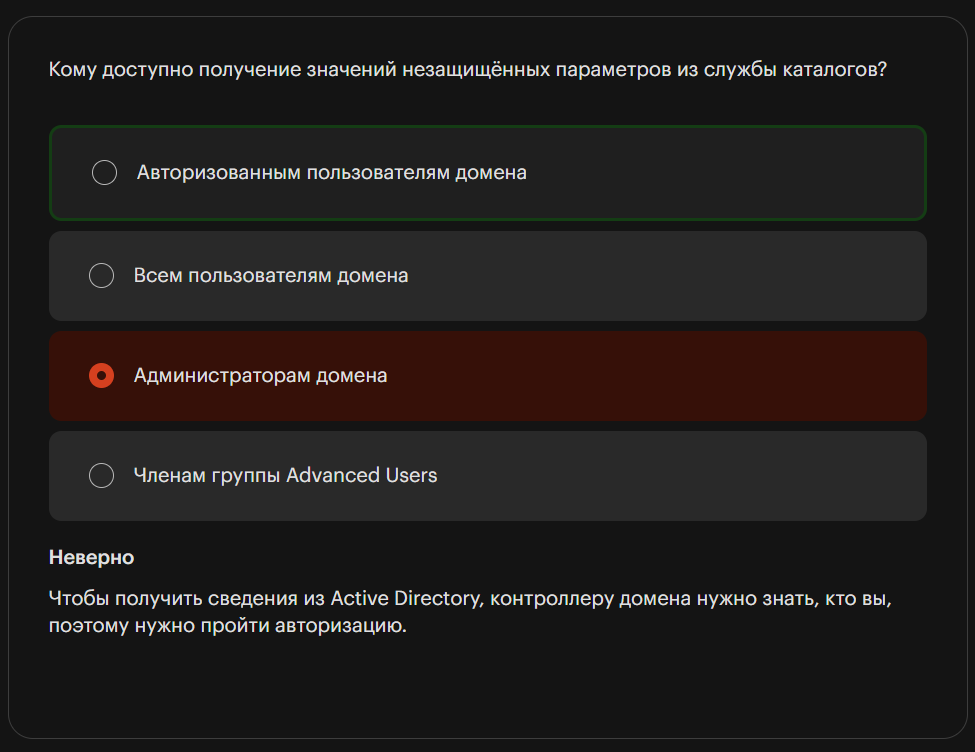 Кому доступно получение значений незащищённых параметров из службы каталогов?
Авторизованным пользователям домена
Всем пользователям домена
Администраторам домена
Членам группы Advanced Users
Неверно
Чтобы получить сведения из Active Directory, контроллеру домена нужно знать, кто вы,
поэтому нужно пройти авторизацию.